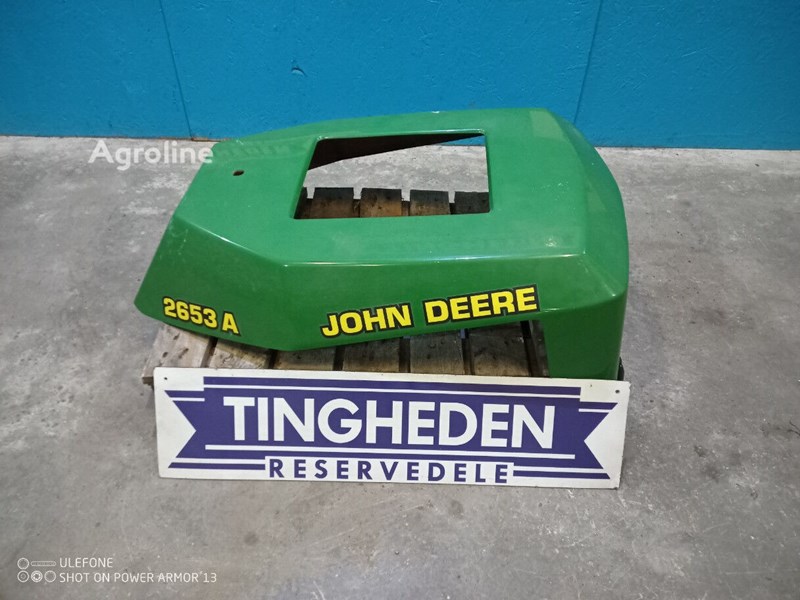 Agroline
2653 A
JOHN DEERE
TINGHEDEN
RESERVEDELE
ULEFONE
SHOT ON POWER ARMOR'13